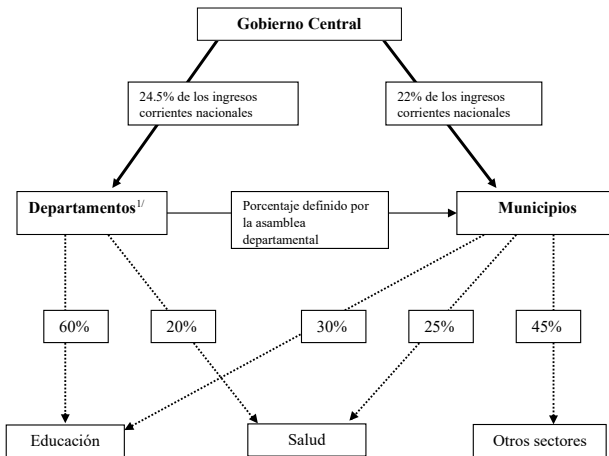 Gobierno Central
24.5% de los ingresos
corrientes nacionales
22% de los ingresos
corrientes nacionales
Departamentos1/
Porcentaje definido por
la asamblea
departamental
Municipios
60%
20%
30%
25%
45%
Educación
Salud
Otros sectores